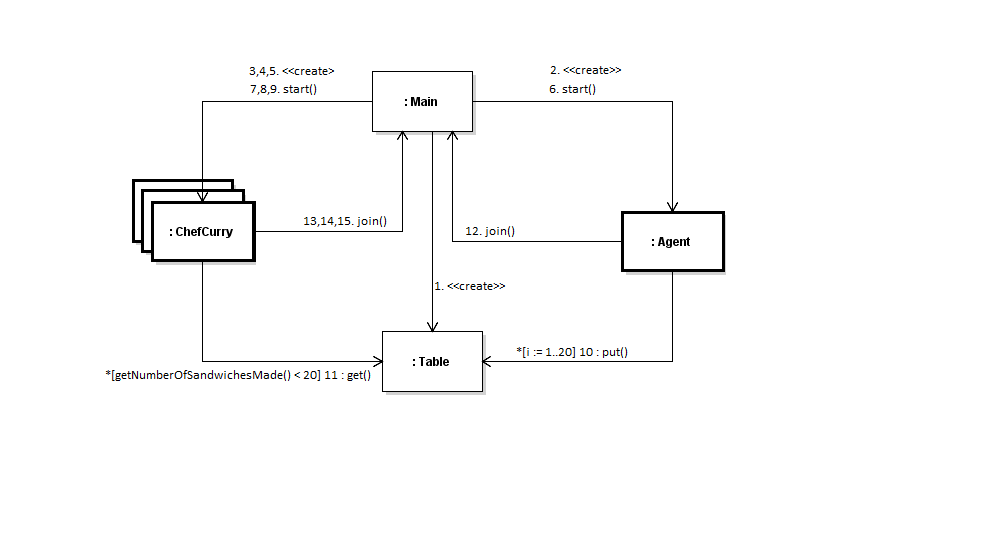 3,4,5. <<create>
7,8,9. start()
2. <<create>>
6. start()
: Main
: ChefCurry
13,14,15. join()
12. join()
: Agent
1. <<create>>
*[i := 1..20] 10 : put()
: Table
*[getNumberOfSandwichesMade() < 20] 11 : get()